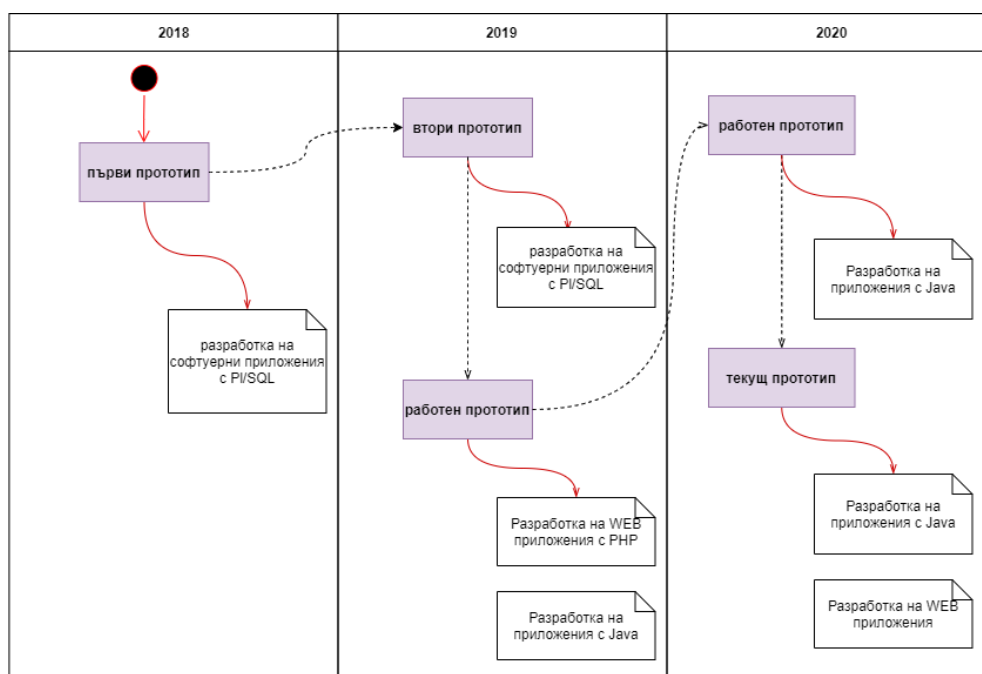 2018
2019
2020
първи прототип
разработка на
софтуерни приложения
с Pl/SQL
втори прототип
разработка на
софтуерни приложения
с Pl/SQL
работен прототип
Разработка на WEB
приложения с PHP
Разработка на
приложения с Java
работен прототип
Разработка на
приложения с Java
текущ прототип
Разработка на
приложения с Java
Разработка на WEB
приложения